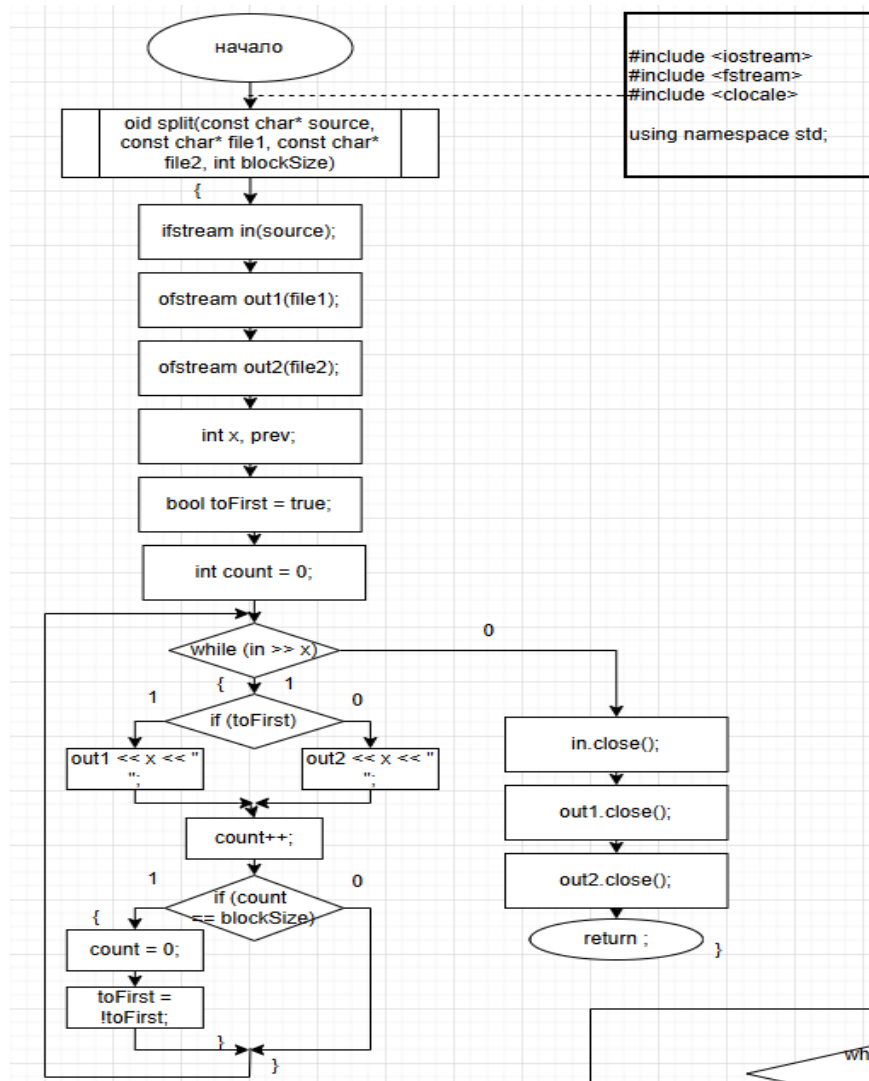 начало
#include <iostream>
#include <fstream>
#include <clocale>
using namespace std;
oid split(const char* source,
const char* file1, const char*
file2, int blockSize)
{
ifstream in(source);
ofstream out1(file1);
ofstream out2(file2);
int x, prev;
bool toFirst = true;
int count = 0;
while (in >> x)
0
{
1
1
if (toFirst)
0
out1 << x << "
";
out2 << x << "
";
count++;
1
if (count
== blockSize)
0
{
count = 0;
toFirst =
!toFirst;
}
}
in.close();
out1.close();
out2.close();
return ;
}
wh